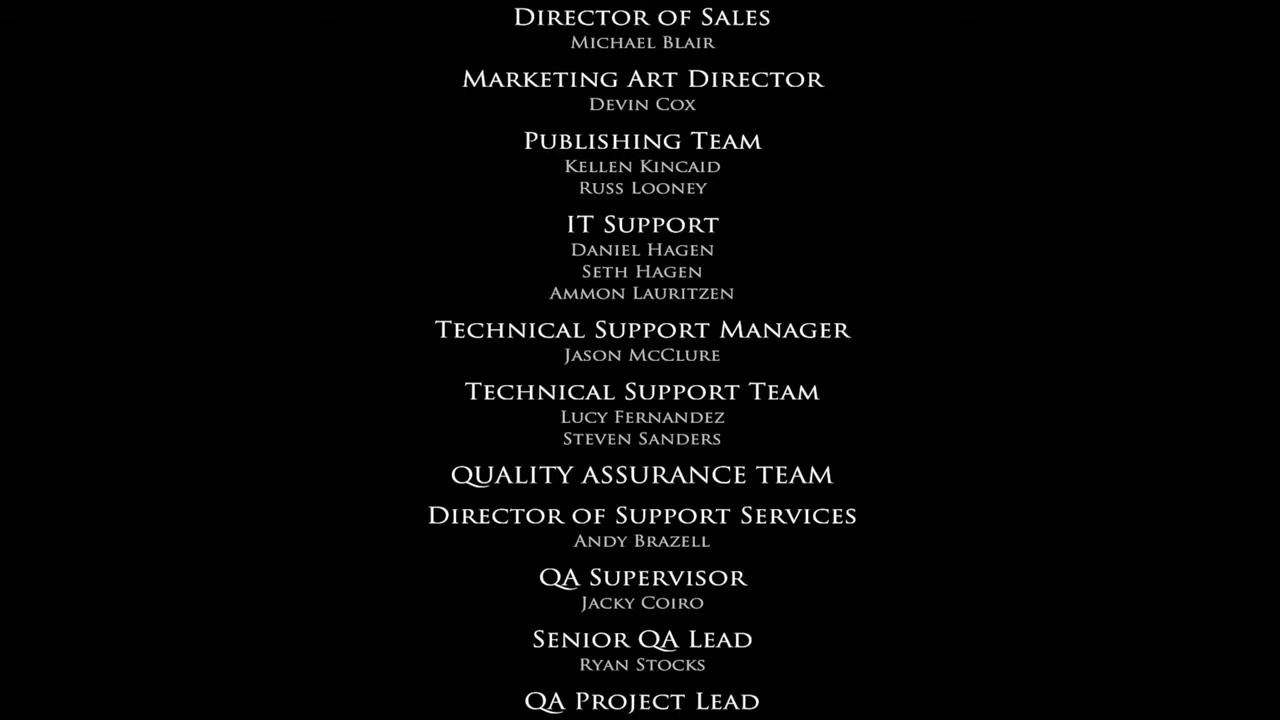 Director of Sales
Michael Blair
Marketing Art Director
Devin Cox
Publishing Team
Kellen Kincaid
Russ Looney
IT Support
Daniel Hagen
Seth Hagen
Ammon Lauritzen
Technical Support Manager
Jason McClure
Technical Support Team
Lucy Fernandez
Steven Sanders
QUALITY ASSURANCE TEAM
Director of Support Services
Andy Brazell
QA Supervisor
Jacky Coiro
Senior QA Lead
Ryan Stocks
QA Project Lead